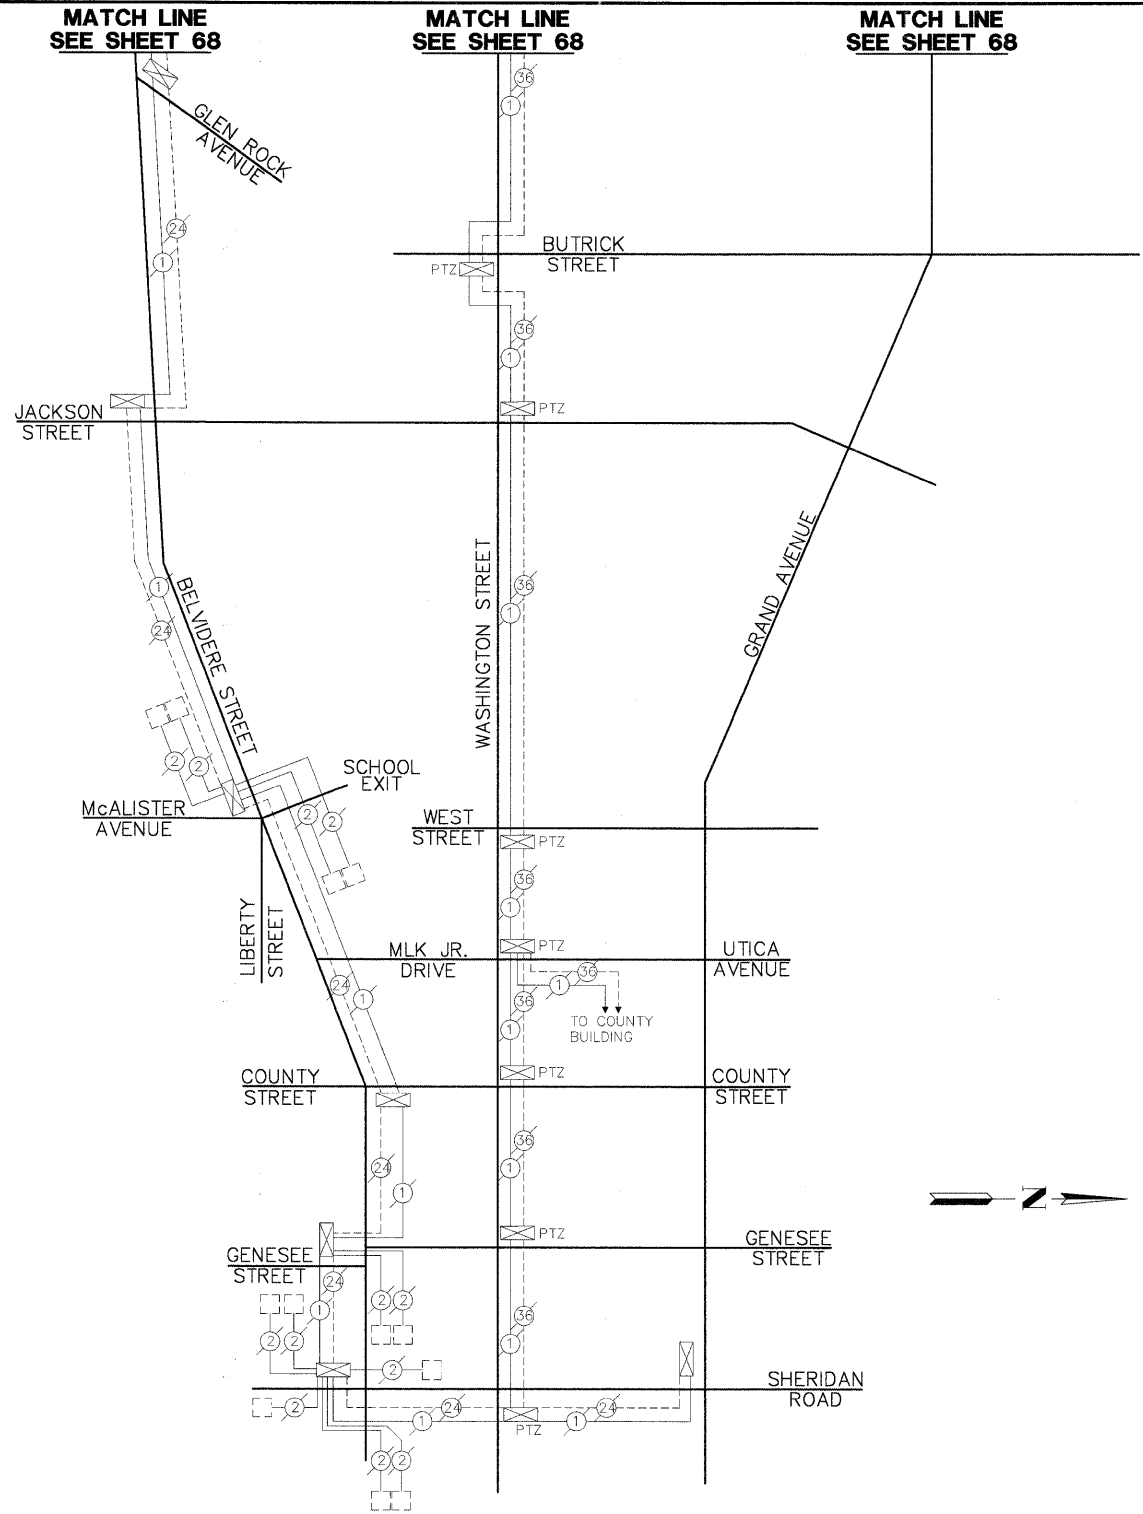 MATCH LINE
SEE SHEET 68
MATCH LINE
SEE SHEET 68
MATCH LINE
SEE SHEET 68
36
1
GLEN ROCK
AVENUE
24
1
BUTRICK
STREET
PTZ
36
1
PTZ
JACKSON
STREET
GRAND AVENUE
WASHINGTON STREET
36
1
1
24
BELVIDERE STREET
2
2
SCHOOL
EXIT
McALISTER
AVENUE
2
2
WEST
STREET
PTZ
36
1
LIBERTY
STREET
MLK JR.
DRIVE
PTZ
UTICA
AVENUE
36
1
24
1
36
1
TO COUNTY
BUILDING
PTZ
COUNTY
STREET
COUNTY
STREET
36
1
24
1
N
PTZ
GENESEE
STREET
GENESEE
STREET
24
1
2
2
36
1
2
2
2
SHERIDAN
ROAD
2
24
1
24
1
PTZ
2
2